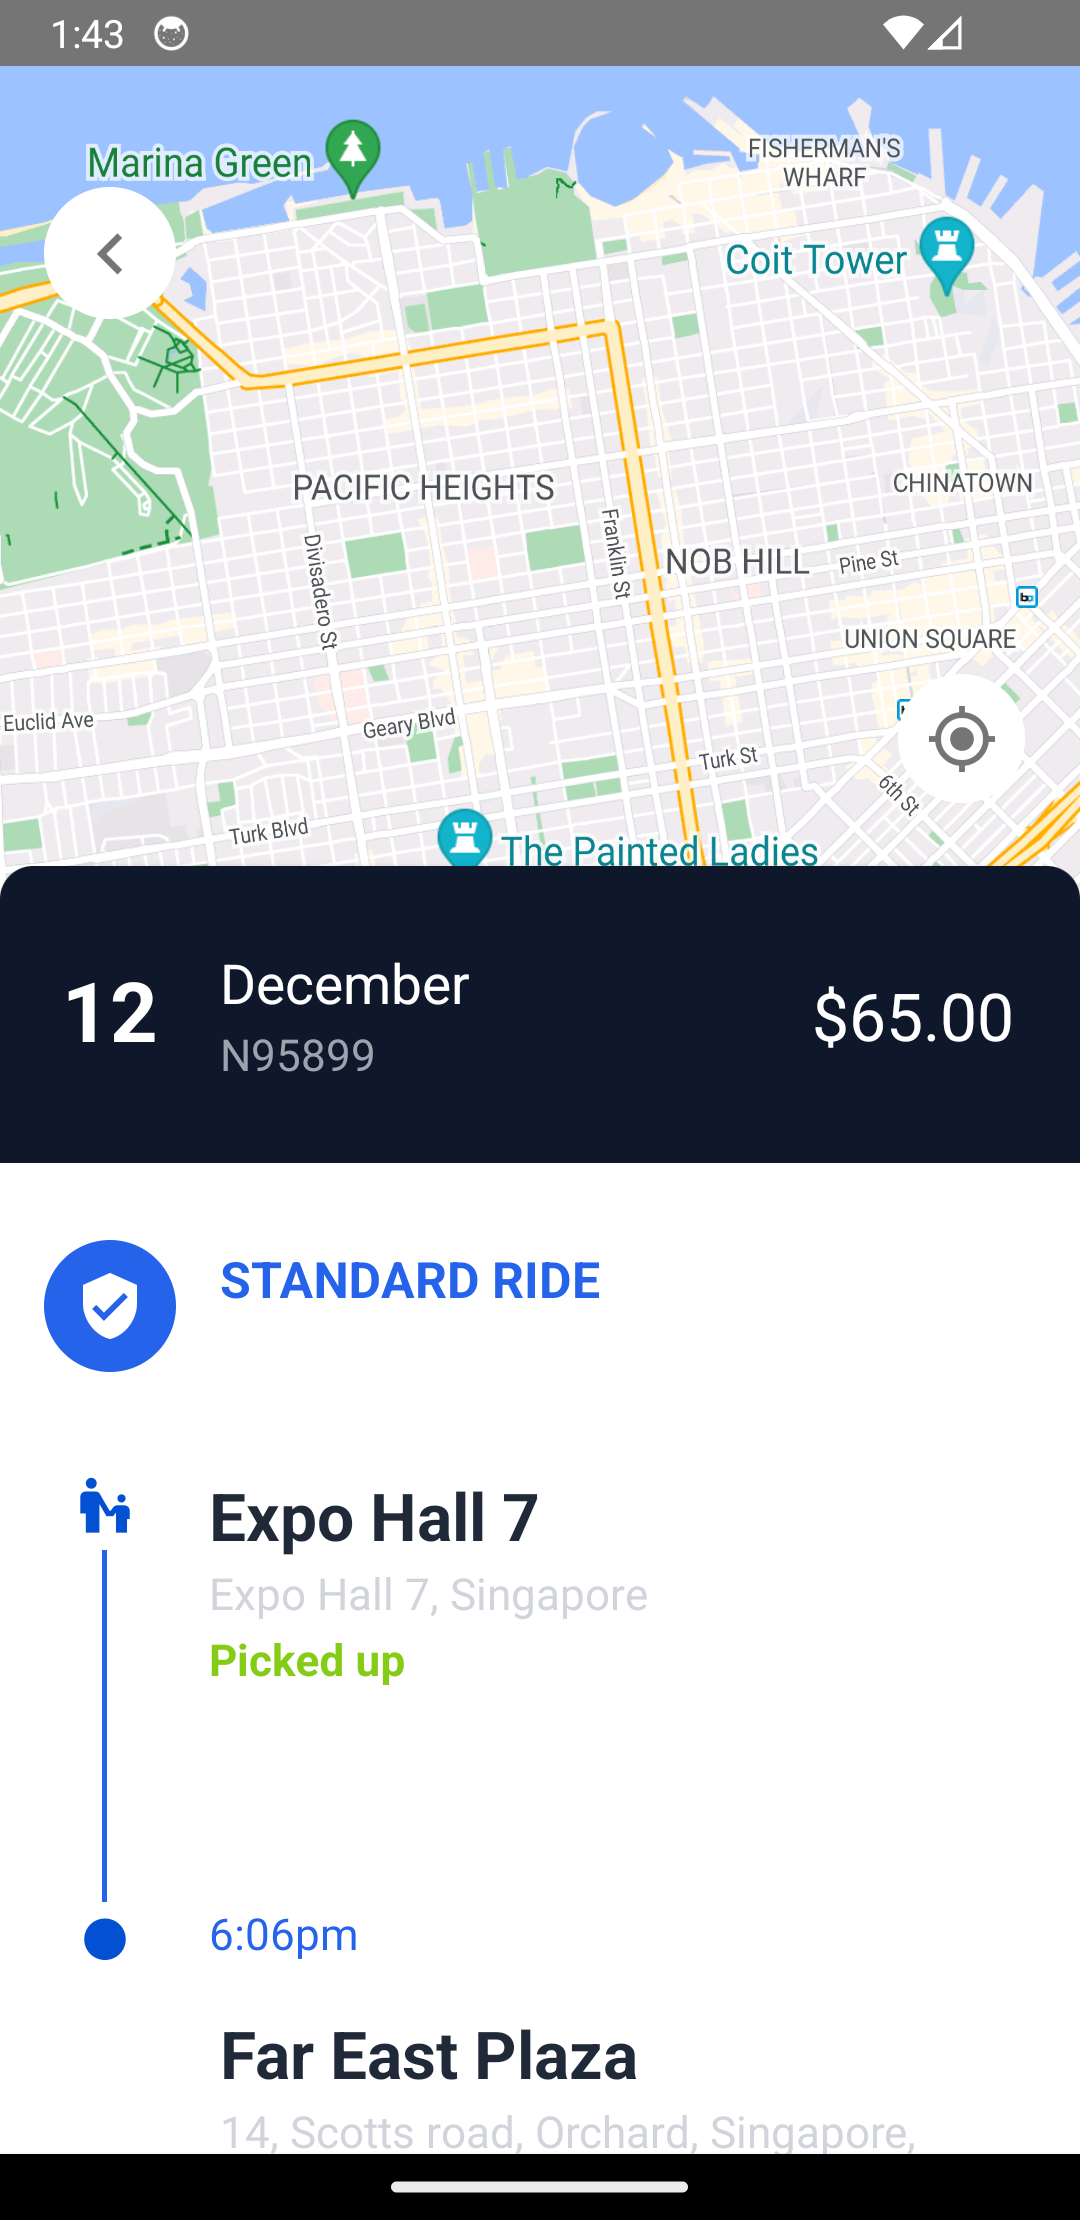 1:43
Marina Green
FISHERMAN'S
WHARF
Coit Tower
PACIFIC HEIGHTS
CHINATOWN
Franklin St
Divisadero St
NOB HILL
Pine St
UNION SQUARE
Euclid Ave
Geary Blvd
Turk St
6th St
Turk Blvd
The Painted Ladies
12
December
N95899
$65.00
STANDARD RIDE
Expo Hall 7
Expo Hall 7, Singapore
Picked up
6:06pm
Far East Plaza
14, Scotts road, Orchard, Singapore,